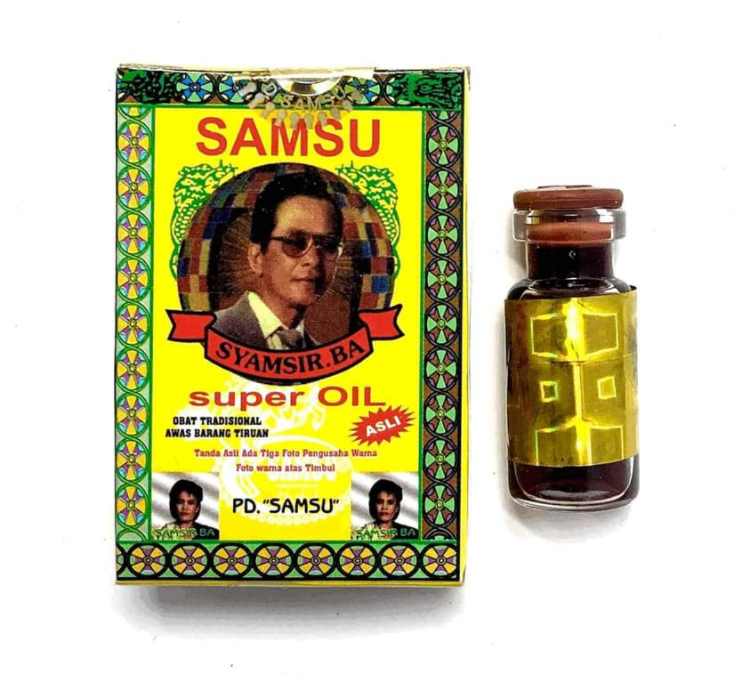 SAMSU
SAMSU
SYAMSIR.BA
super OIL
OBAT TRADISIONAL
AWAS BARANG TIRUAN
ASLI
Tanda Asli Ada Tiga Foto Pengusaha Warna
Foto warna atas Timbul
PD."SAMSU"
SAMSIR BA
SAMSIR BA